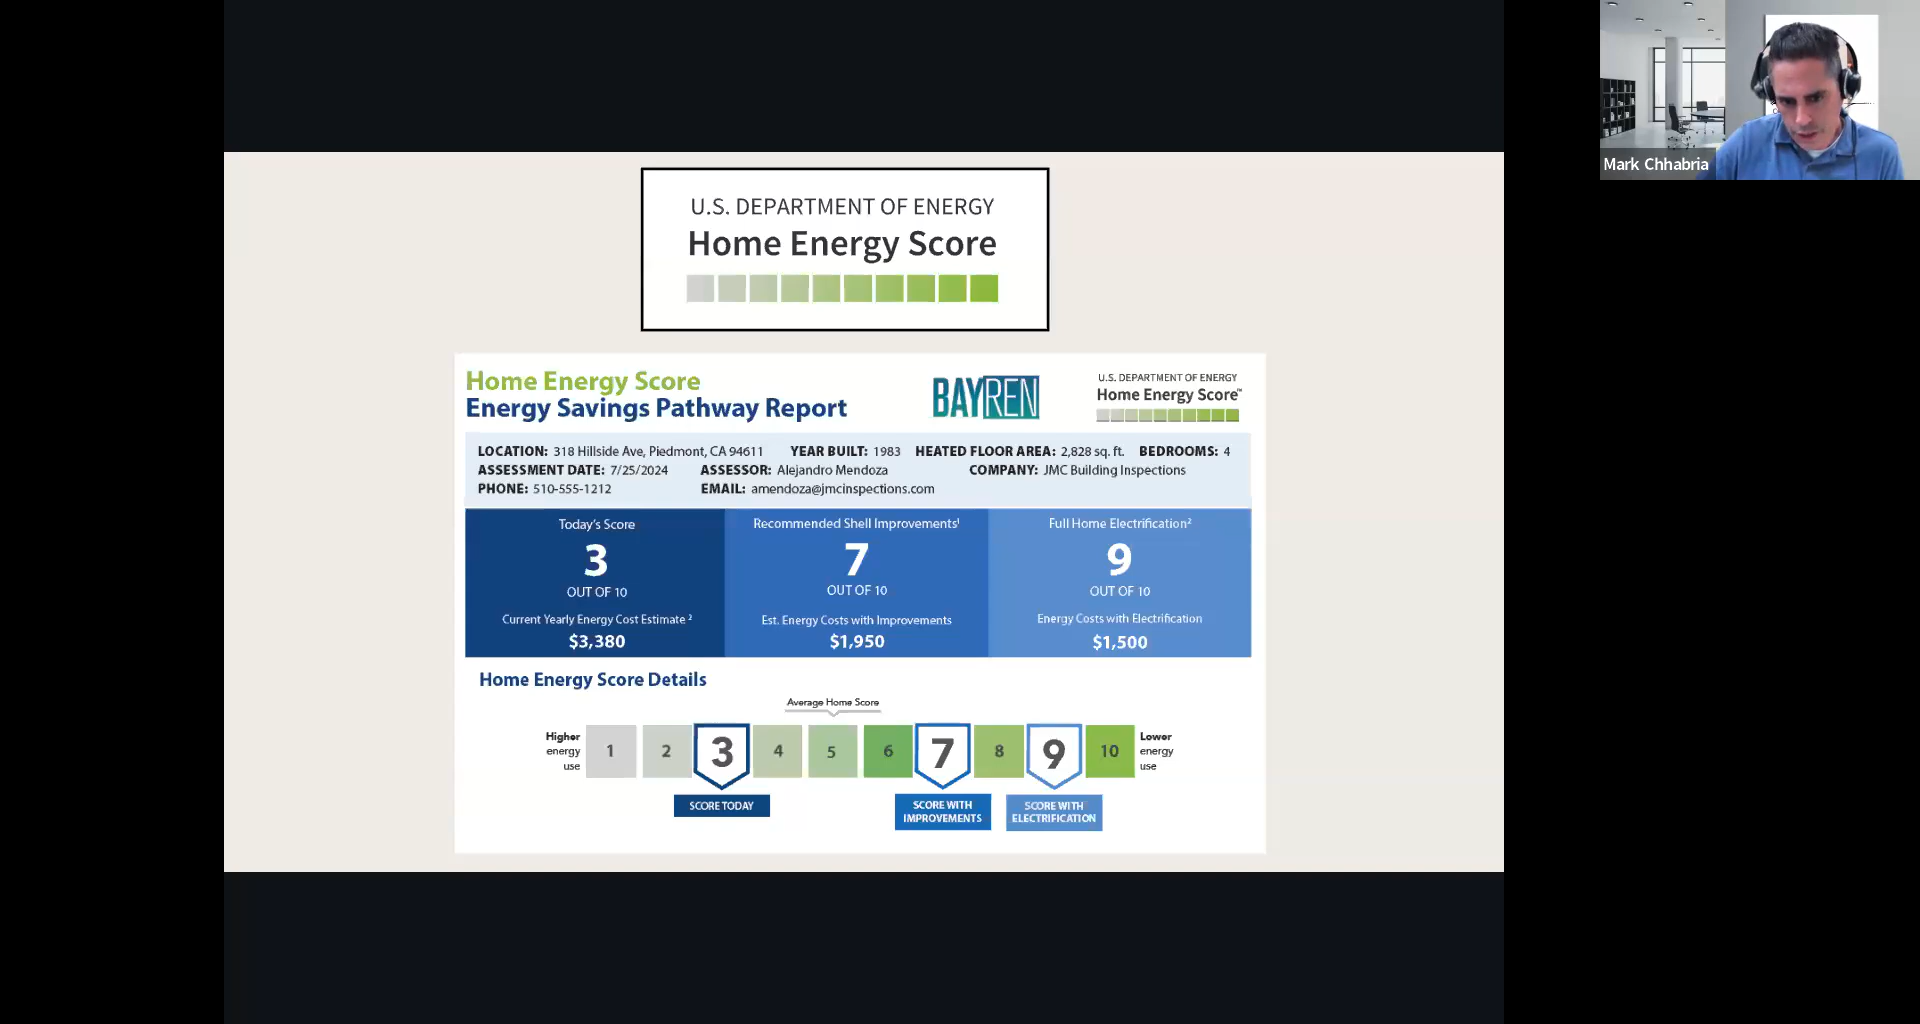 Mark Chhabria
U.S. DEPARTMENT OF ENERGY
Home Energy Score
Home Energy Score
Energy Savings Pathway Report
BAYREN
U.S. DEPARTMENT OF ENERGY
Home Energy Score™
LOCATION: 318 Hillside Ave, Piedmont, CA 94611 YEAR BUILT: 1983 HEATED FLOOR AREA: 2,828 sq. ft. BEDROOMS: 4
ASSESSMENT DATE: 7/25/2024 ASSESSOR: Alejandro Mendoza COMPANY: JMC Building Inspections
PHONE: 510-555-1212 EMAIL: amendoza@jmcinspections.com
Today's Score
3
OUT OF 10
Current Yearly Energy Cost Estimate ³
$3,380
Recommended Shell Improvements¹
7
OUT OF 10
Est. Energy Costs with Improvements
$1,950
Full Home Electrification²
9
OUT OF 10
Energy Costs with Electrification
$1,500
Home Energy Score Details
Average Home Score
Higher
energy
use
1 2 3 4 5 6 7 8 9 10
Lower
energy
use
SCORE TODAY
SCORE WITH
IMPROVEMENTS
SCORE WITH
ELECTRIFICATION